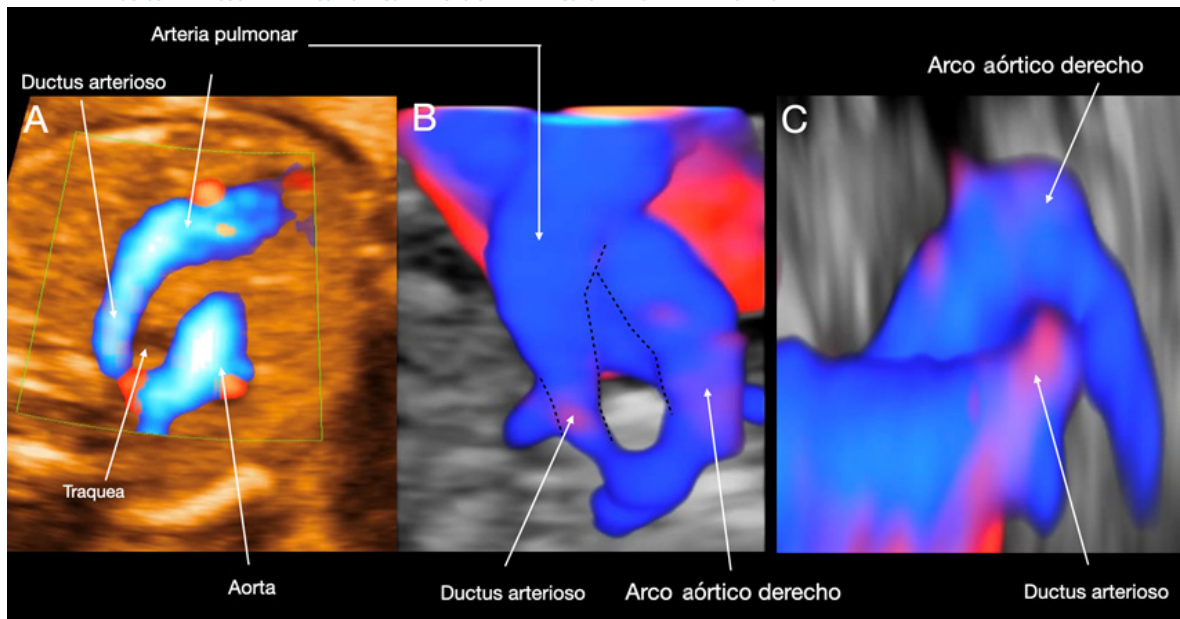 Arteria pulmonar
Ductus arterioso
Arco aórtico derecho
A
B
C
Traquea
Aorta
Ductus arterioso
Arco aórtico derecho
Ductus arterioso